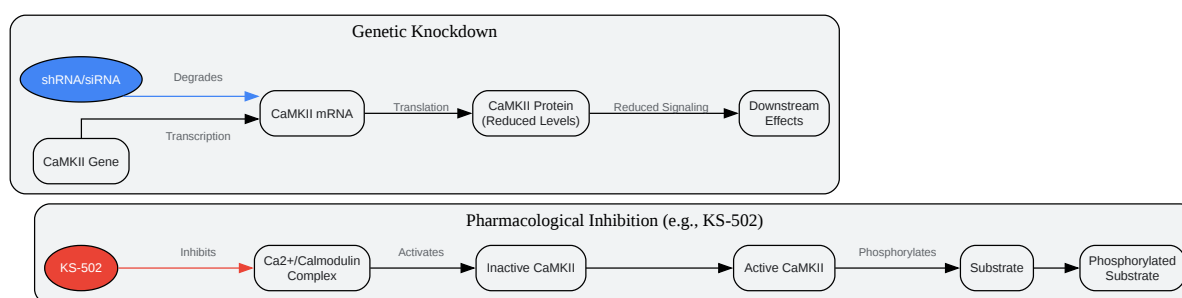 Genetic Knockdown
shRNA/siRNA
Degrades
CaMKII mRNA
Translation
CaMKII Protein
(Reduced Levels)
Reduced Signaling
Downstream
Effects
Transcription
CaMKII Gene
Pharmacological Inhibition (e.g., KS-502)
KS-502
Inhibits
Ca2+/Calmodulin
Complex
Activates
Inactive CaMKII
Active CaMKII
Phosphorylates
Substrate
Phosphorylated
Substrate